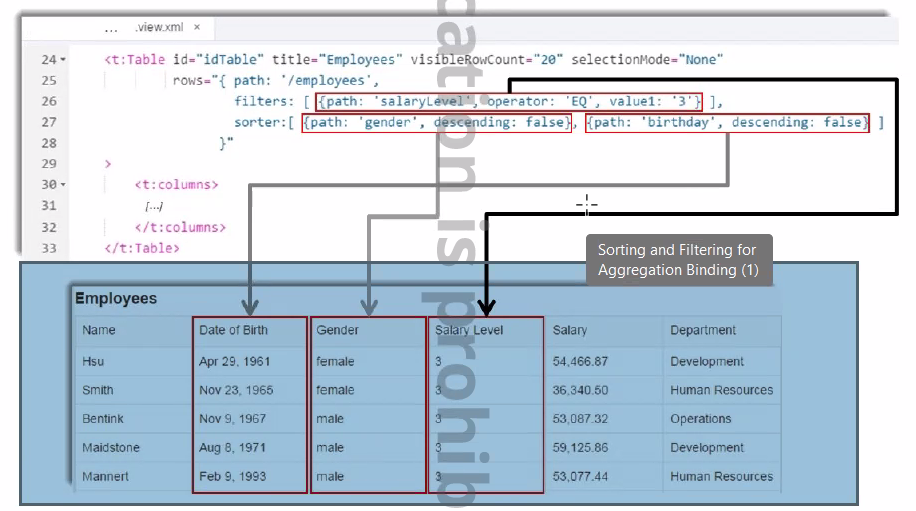 ... .view.xml ×
24 <t:Table id="idTable" title="Employees" visibleRowCount="20" selectionMode="None"
25 rows="{ path: '/employees',
26 filters: [ {path: 'salaryLevel', operator: 'EQ', value1: '3'} ],
27 sorter:[ {path: 'gender', descending: false}, {path: 'birthday', descending: false} ]
28 }"
29 >
30 <t:columns>
31 [...]
32 </t:columns>
33 </t:Table>
Sorting and Filtering for
Aggregation Binding (1)
Employees
Name Date of Birth Gender Salary Level Salary Department
Hsu Apr 29, 1961 female 3 54,466.87 Development
Smith Nov 23, 1965 female 3 36,340.50 Human Resources
Bentink Nov 9, 1967 male 3 53,087.32 Operations
Maidstone Aug 8, 1971 male 3 59,125.86 Development
Mannert Feb 9, 1993 male 3 53,077.44 Human Resources
cation is prohib